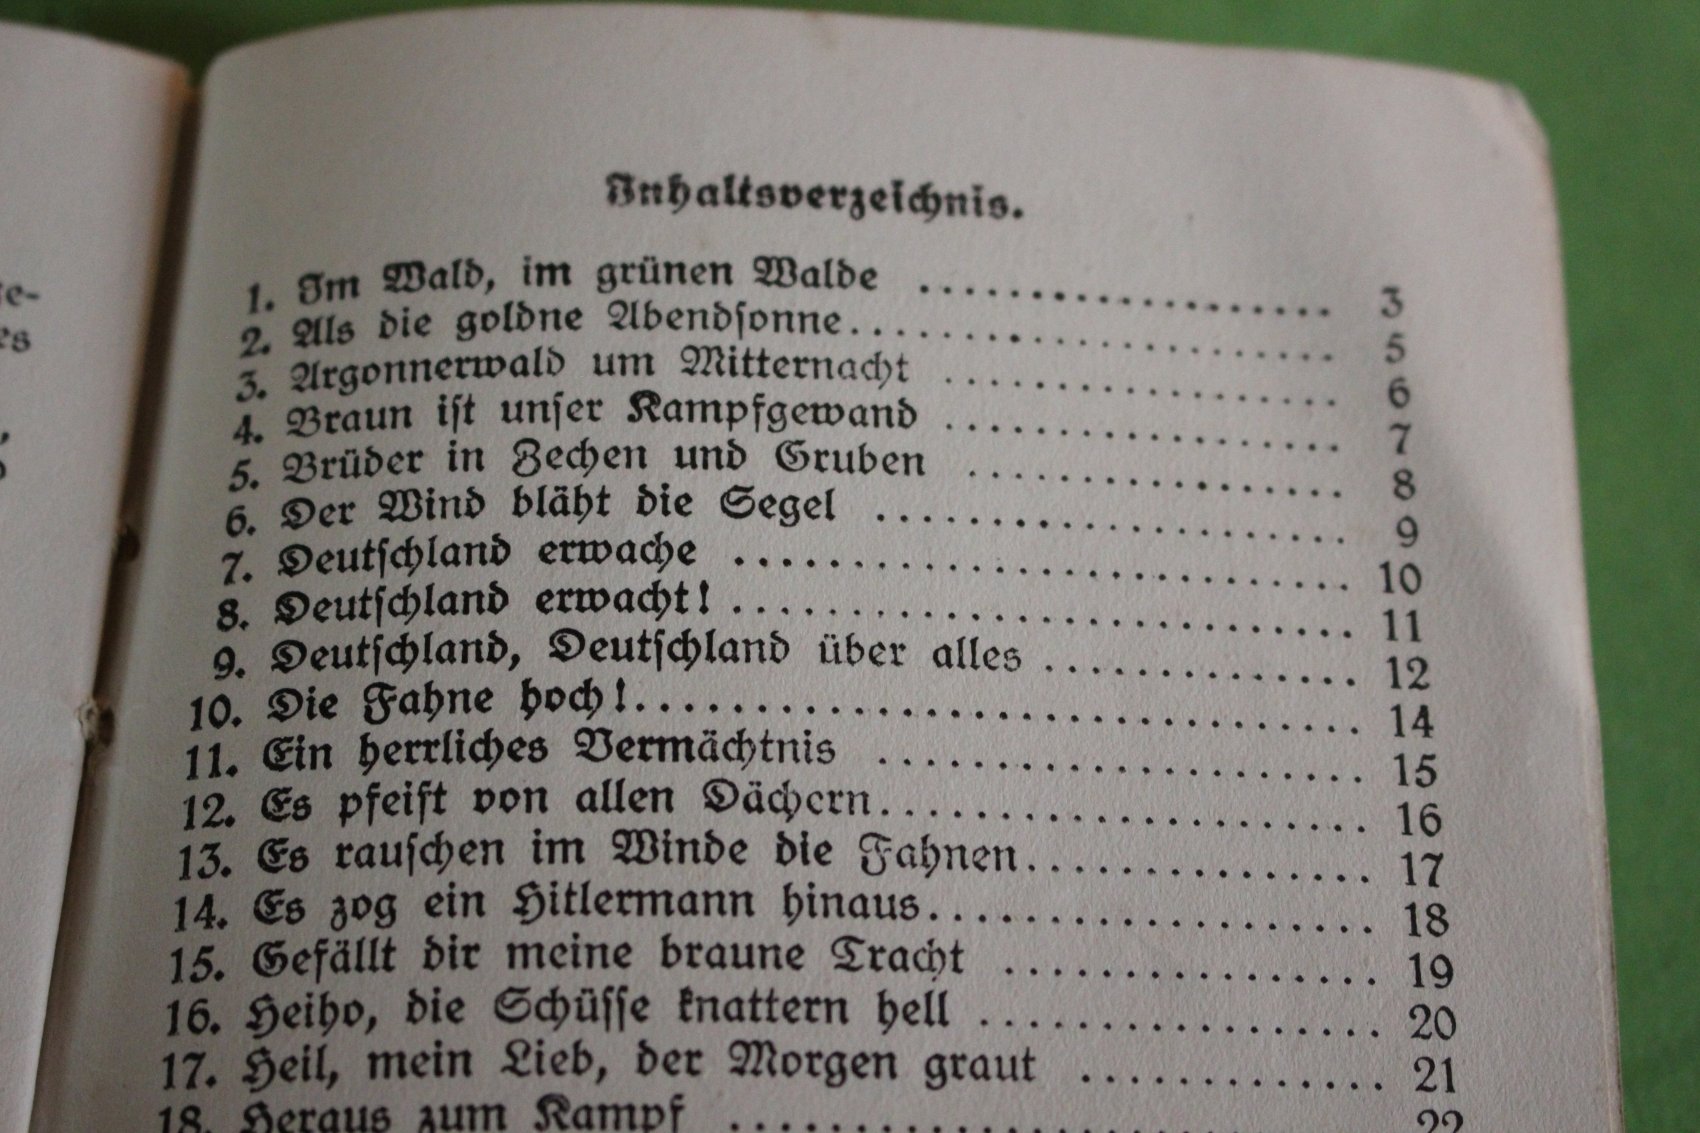 Inhaltsverzeichnis.
1. Im Wald, im grünen Walde .................... 3
2. Als die goldne Abendsonne.................... 5
3. Argonnerwald um Mitternacht .................... 6
4. Braun ist unser Kampfgewand .................... 7
5. Brüder in Zechen und Gruben .................... 8
6. Der Wind bläht die Segel .................... 9
7. Deutschland erwache .................... 10
8. Deutschland erwacht! .................... 11
9. Deutschland, Deutschland über alles .................... 12
10. Die Fahne hoch!.................... 14
11. Ein herrliches Vermächtnis .................... 15
12. Es pfeift von allen Dächern.................... 16
13. Es rauschen im Winde die Fahnen.................... 17
14. Es zog ein Hitlermann hinaus.................... 18
15. Gefällt dir meine braune Tracht .................... 19
16. Heiho, die Schüsse knattern hell .................... 20
17. Heil, mein Lieb, der Morgen graut .................... 21
18. Heraus zum Kampf .................... 22